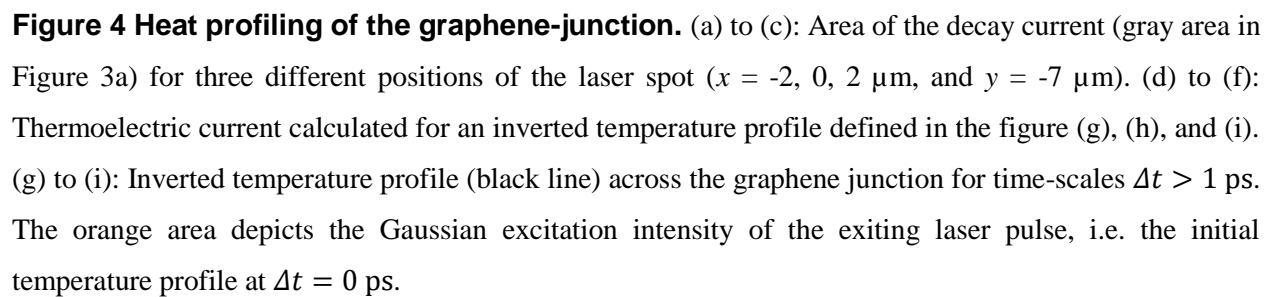 Figure 4 Heat profiling of the graphene-junction. (a) to (c): Area of the decay current (gray area in
Figure 3a) for three different positions of the laser spot (x = -2, 0, 2 μm, and y = -7 μm). (d) to (f):
Thermoelectric current calculated for an inverted temperature profile defined in the figure (g), (h), and (i).
(g) to (i): Inverted temperature profile (black line) across the graphene junction for time-scales Δt > 1 ps.
The orange area depicts the Gaussian excitation intensity of the exiting laser pulse, i.e. the initial
temperature profile at Δt = 0 ps.